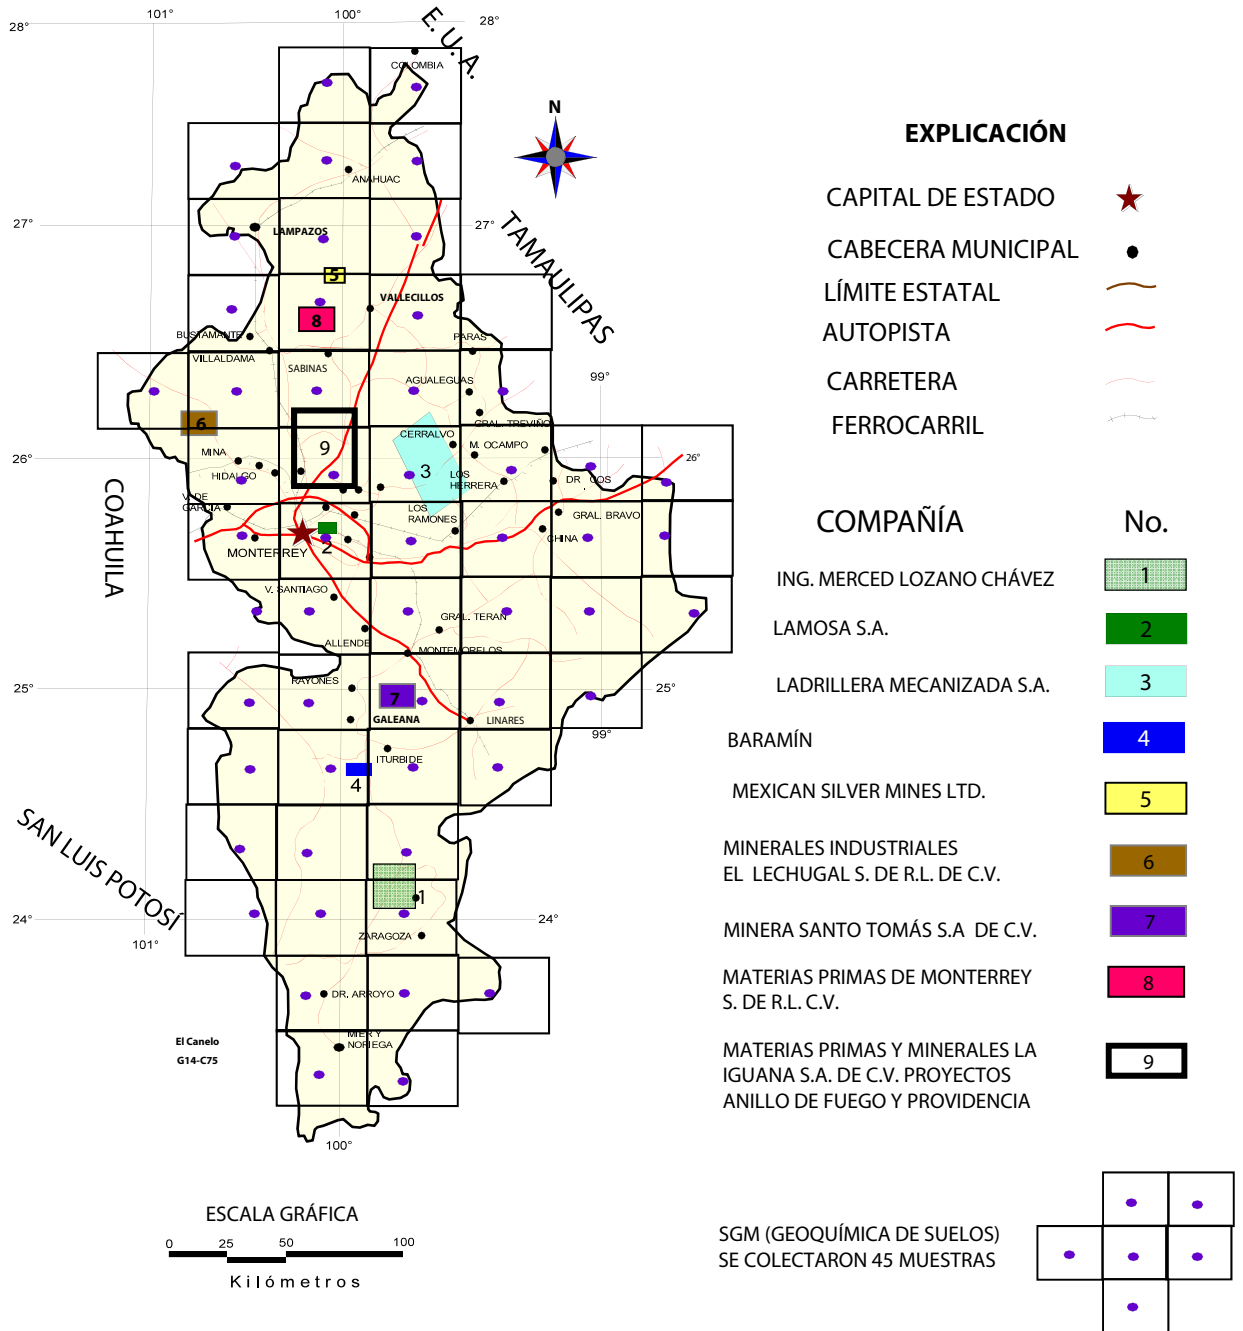 101°
100°
28°
28°
E. U. A.
COLOMBIA
N
ANAHUAC
27°
27°
LAMPAZOS
TAMAULIPAS
5
VALLECILLOS
8
BUSTAMANTE
PARAS
VILLALDAMA
SABINAS
99°
AGUALEGUAS
6
GRAL. TREVIÑO
CERRALVO
M. OCAMPO
9
26°
MINA
26°
3
HIDALGO
LOS
HERRERA
DR. COS
COAHUILA
V. DE
GARCIA
LOS
RAMONES
GRAL. BRAVO
CHINA
2
MONTERREY
V. SANTIAGO
GRAL. TERAN
ALLENDE
MONTEMORELOS
RAYONES
25°
25°
7
GALEANA
LINARES
99°
ITURBIDE
4
SAN LUIS POTOSÍ
1
24°
24°
ZARAGOZA
101°
DR. ARROYO
MIER Y
NORIEGA
El Canelo
G14-C75
100°
ESCALA GRÁFICA
0 25 50 100
Kilómetros
EXPLICACIÓN
CAPITAL DE ESTADO
CABECERA MUNICIPAL
LÍMITE ESTATAL
AUTOPISTA
CARRETERA
FERROCARRIL
COMPAÑÍA No.
ING. MERCED LOZANO CHÁVEZ 1
LAMOSA S.A. 2
LADRILLERA MECANIZADA S.A. 3
BARAMÍN 4
MEXICAN SILVER MINES LTD. 5
MINERALES INDUSTRIALES
EL LECHUGAL S. DE R.L. DE C.V. 6
MINERA SANTO TOMÁS S.A DE C.V. 7
MATERIAS PRIMAS DE MONTERREY
S. DE R.L. C.V. 8
MATERIAS PRIMAS Y MINERALES LA
IGUANA S.A. DE C.V. PROYECTOS 9
ANILLO DE FUEGO Y PROVIDENCIA
SGM (GEOQUÍMICA DE SUELOS)
SE COLECTARON 45 MUESTRAS